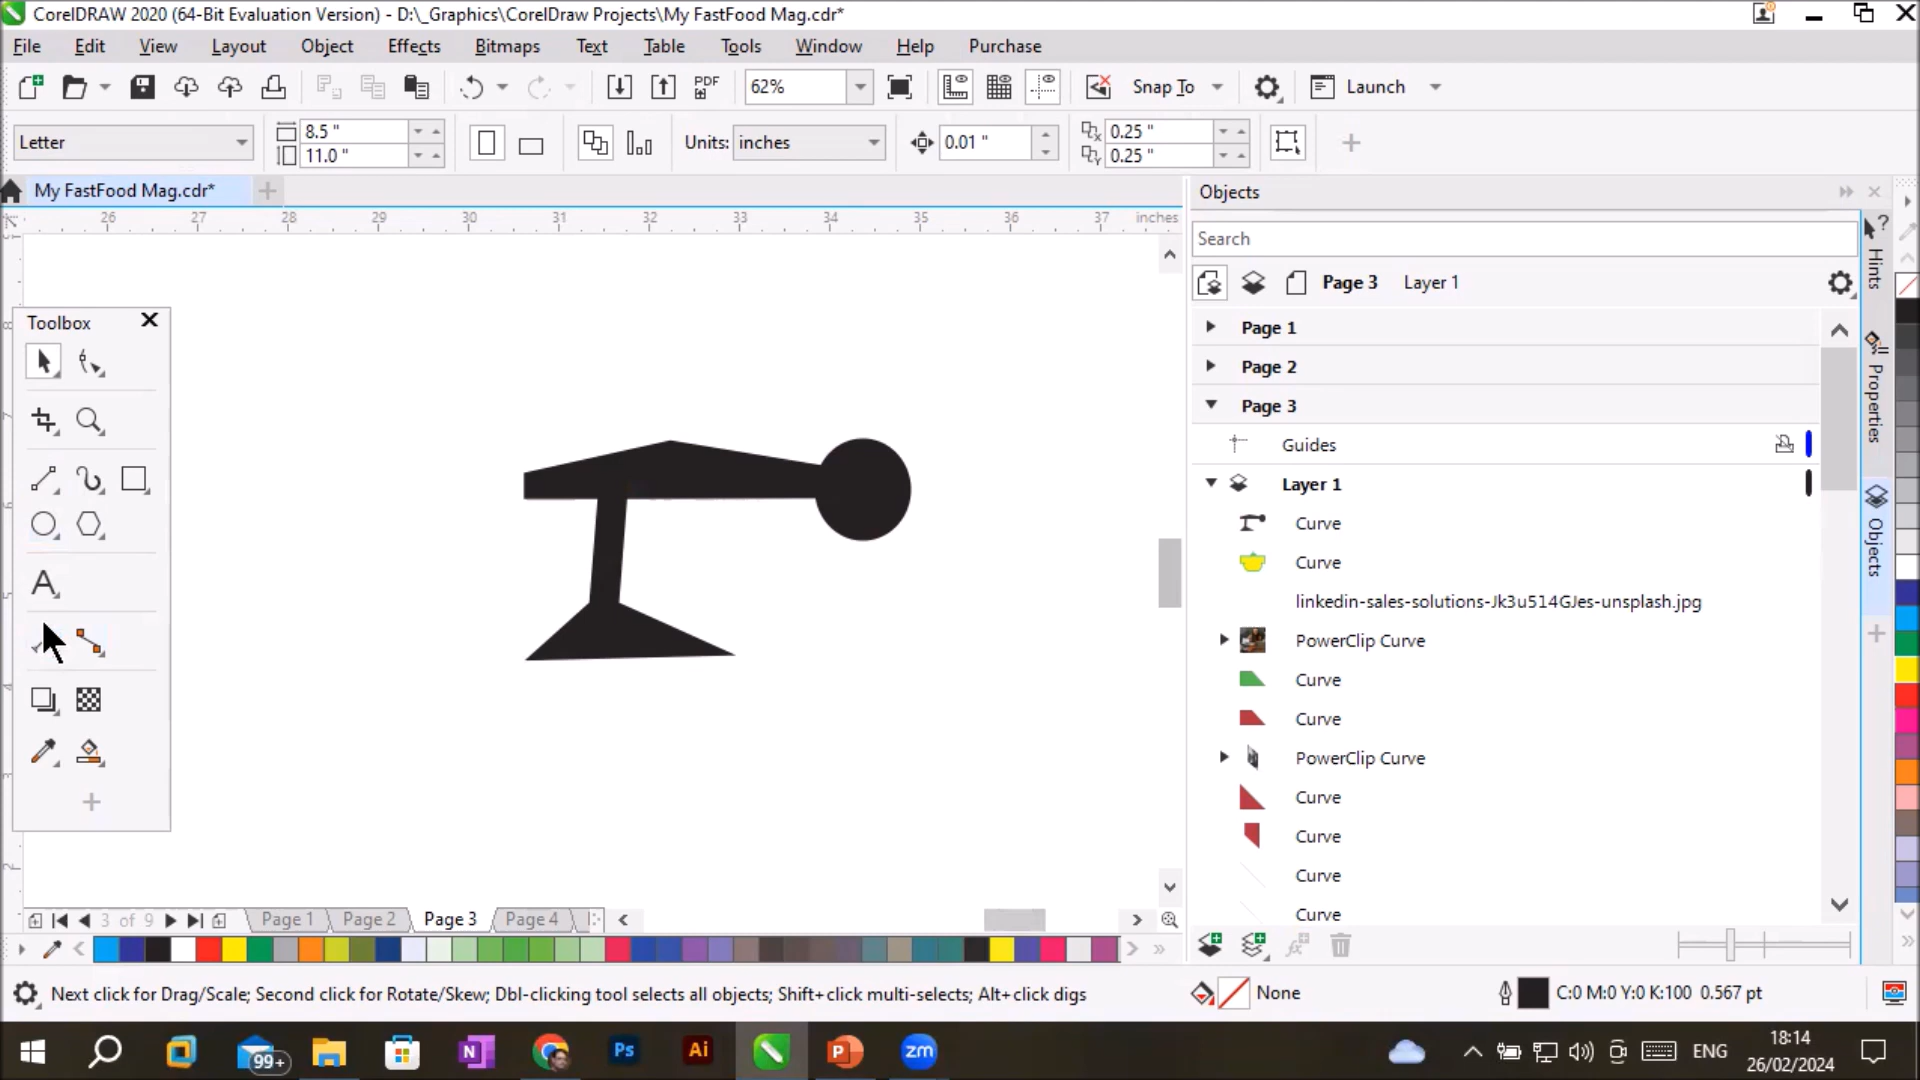 CorelDRAW 2020 (64-Bit Evaluation Version) - D:\_Graphics\CorelDraw Projects\My FastFood Mag.cdr*
File Edit View Layout Object Effects Bitmaps Text Table Tools Window Help Purchase
PDF 62% Snap To Launch
Letter 8.5 " Units: inches 0.01 " 0.25 "
11.0 " 0.25 "
My FastFood Mag.cdr*
26 27 28 29 30 31 32 33 34 35 36 37 inches
Toolbox
Objects
Search
Page 3 Layer 1
Page 1
Page 2
Page 3
Guides
Layer 1
Curve
Curve
linkedin-sales-solutions-Jk3u514GJes-unsplash.jpg
PowerClip Curve
Curve
Curve
PowerClip Curve
Curve
Curve
Curve
Curve
Hints
Properties
Objects
3 of 9 Page 1 Page 2 Page 3 Page 4
Next click for Drag/Scale; Second click for Rotate/Skew; Dbl-clicking tool selects all objects; Shift+click multi-selects; Alt+click digs
None
C:0 M:0 Y:0 K:100 0.567 pt
99+
N
Ps
Ai
P
zm
ENG
18:14
26/02/2024